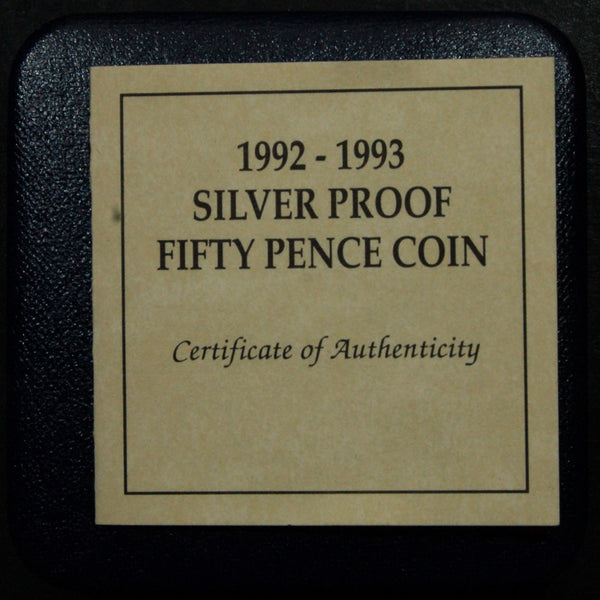 1992 - 1993
SILVER PROOF
FIFTY PENCE COIN
Certificate of Authenticity